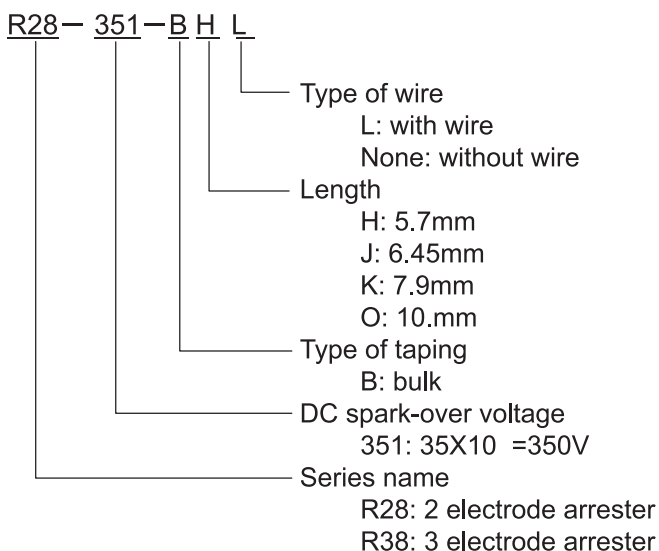 R28-351-BHL
Type of wire
L: with wire
None: without wire
Length
H: 5.7mm
J: 6.45mm
K: 7.9mm
O: 10.mm
Type of taping
B: bulk
DC spark-over voltage
351: 35X10 =350V
Series name
R28: 2 electrode arrester
R38: 3 electrode arrester